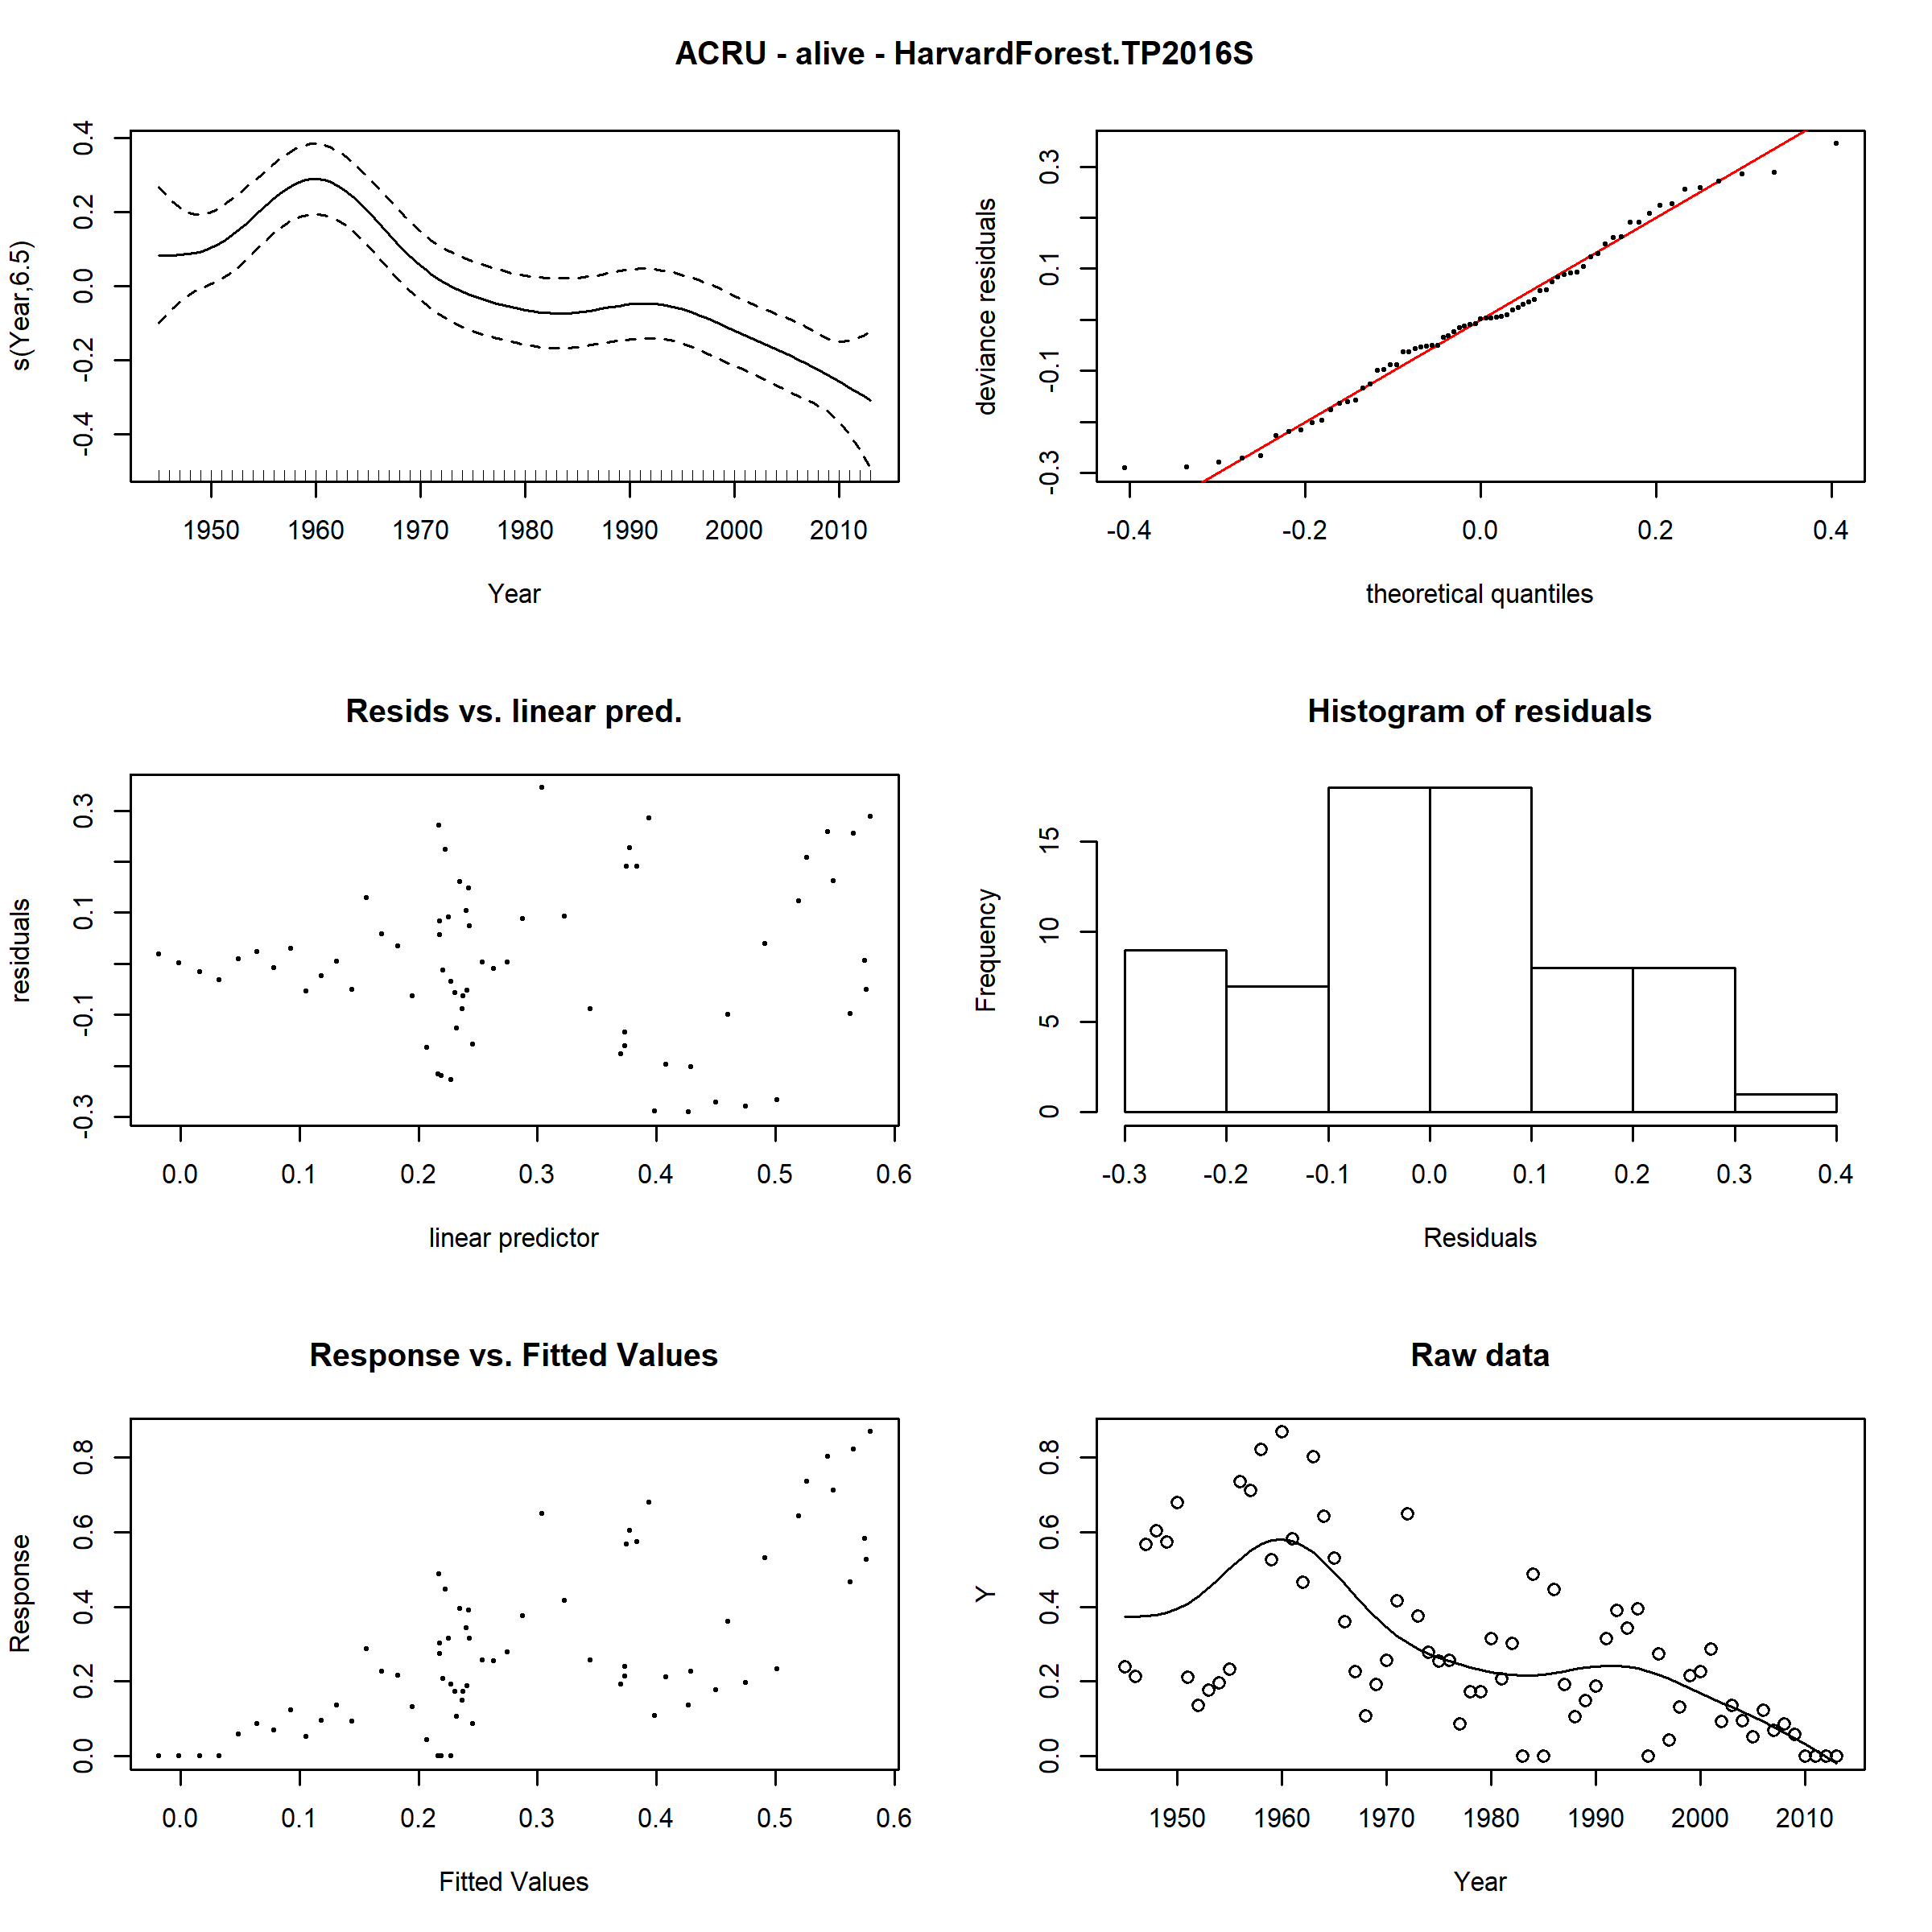 ACRU - alive - HarvardForest.TP2016S
s(Year,6.5)
0.4
0.2
0.0
-0.2
-0.4
1950 1960 1970 1980 1990 2000 2010
Year
deviance residuals
0.3
0.1
-0.1
-0.3
-0.4 -0.2 0.0 0.2 0.4
theoretical quantiles
Resids vs. linear pred.
residuals
0.3
0.1
-0.1
-0.3
0.0 0.1 0.2 0.3 0.4 0.5 0.6
linear predictor
Histogram of residuals
Frequency
15
10
5
0
-0.3 -0.2 -0.1 0.0 0.1 0.2 0.3 0.4
Residuals
Response vs. Fitted Values
Response
0.8
0.6
0.4
0.2
0.0
0.0 0.1 0.2 0.3 0.4 0.5 0.6
Fitted Values
Raw data
Y
0.8
0.6
0.4
0.2
0.0
1950 1960 1970 1980 1990 2000 2010
Year